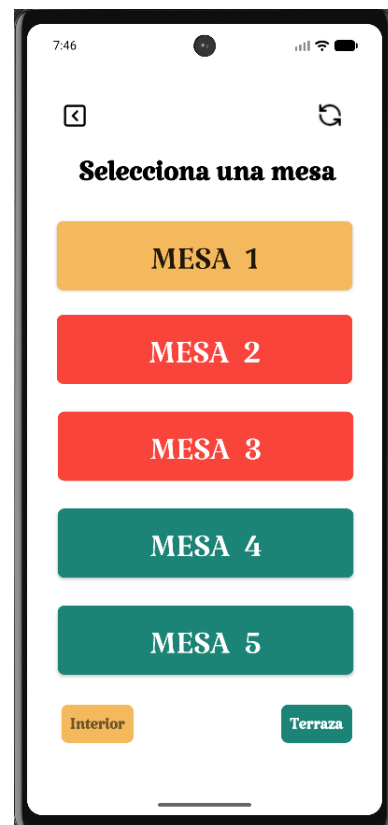 7:46
Selecciona una mesa
MESA 1
MESA 2
MESA 3
MESA 4
MESA 5
Interior
Terraza